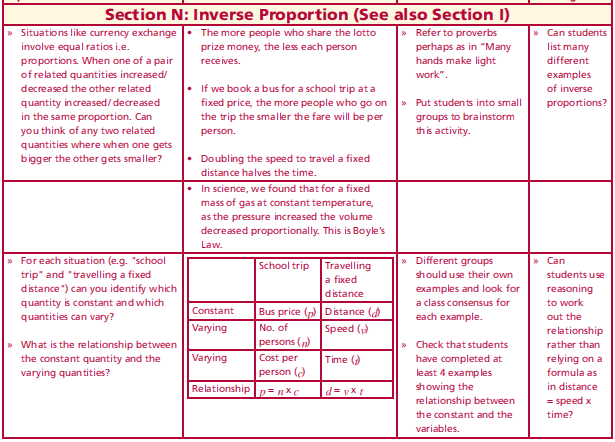 Section N: Inverse Proportion (See also Section I)
» Situations like currency exchange
involve equal ratios i.e.
proportions. When one of a pair
of related quantities increased/
decreased the other related
quantity increased/ decreased
in the same proportion. Can
you think of any two related
quantities where when one gets
bigger the other gets smaller?
• The more people who share the lotto
prize money, the less each person
receives.
• If we book a bus for a school trip at a
fixed price, the more people who go on
the trip the smaller the fare will be per
person.
• Doubling the speed to travel a fixed
distance halves the time.
» Refer to proverbs
perhaps as in “Many
hands make light
work”.
» Put students into small
groups to brainstorm
this activity.
» Can students
list many
different
examples
of inverse
proportions?
• In science, we found that for a fixed
mass of gas at constant temperature,
as the pressure increased the volume
decreased proportionally. This is Boyle’s
Law.
» For each situation (e.g. "school
trip" and "travelling a fixed
distance") can you identify which
quantity is constant and which
quantities can vary?
» What is the relationship between
the constant quantity and the
varying quantities?
School trip
Travelling
a fixed
distance
Constant
Bus price (p)
Distance (d)
Varying
No. of
persons (n)
Speed (v)
Varying
Cost per
person (c)
Time (t)
Relationship
p = n x c
d = v x t
» Different groups
should use their own
examples and look for
a class consensus for
each example.
» Check that students
have completed at
least 4 examples
showing the
relationship between
the constant and the
variables.
» Can
students use
reasoning
to work
out the
relationship
rather than
relying on a
formula as
in distance
= speed x
time?